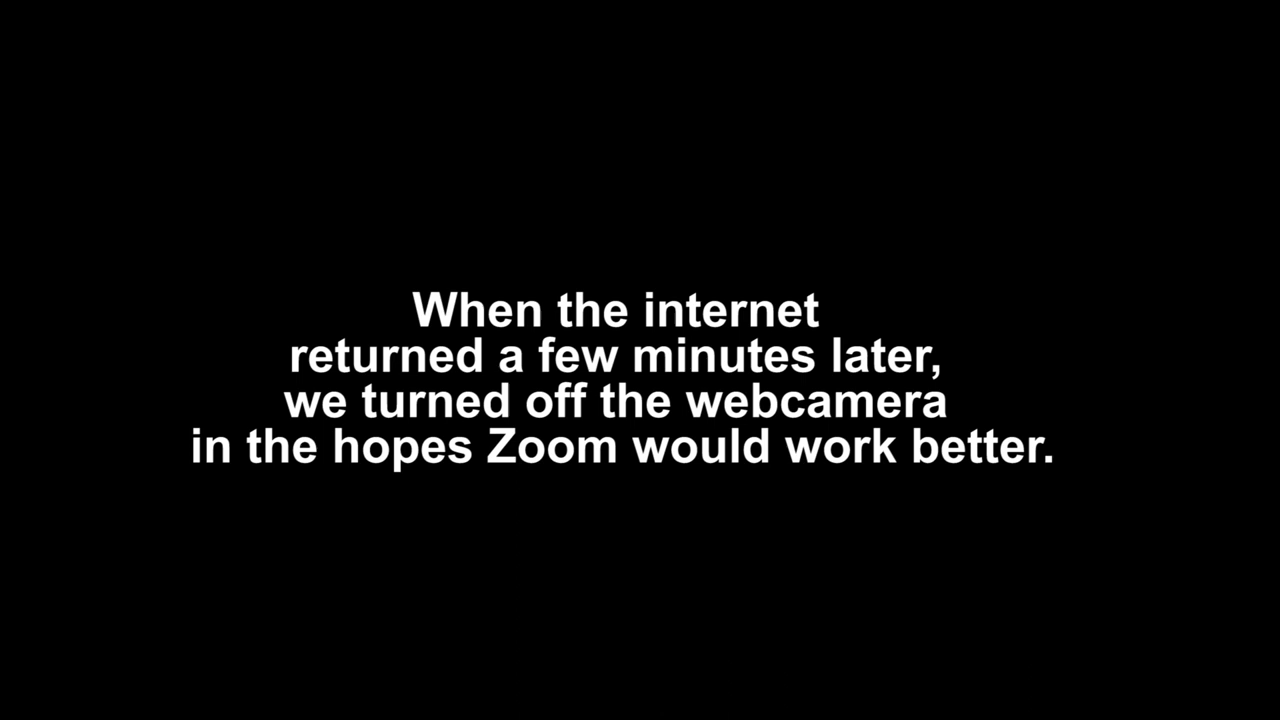 When the internet
returned a few minutes later,
we turned off the webcamera
in the hopes Zoom would work better.